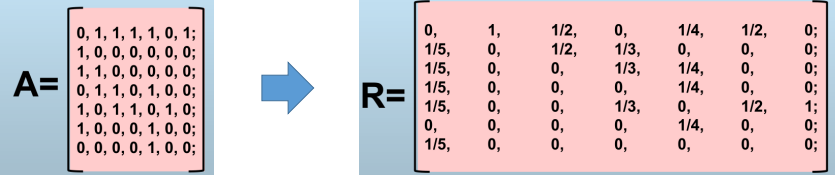 A=
0, 1, 1, 1, 1, 0, 1;
1, 0, 0, 0, 0, 0, 0;
1, 1, 0, 0, 0, 0, 0;
0, 1, 1, 0, 1, 0, 0;
1, 0, 1, 1, 0, 1, 0;
1, 0, 0, 0, 1, 0, 0;
0, 0, 0, 0, 1, 0, 0;
R=
0, 1, 1/2, 0, 1/4, 1/2, 0;
1/5, 0, 1/2, 1/3, 0, 0, 0;
1/5, 0, 0, 1/3, 1/4, 0, 0;
1/5, 0, 0, 0, 1/4, 0, 0;
1/5, 0, 0, 1/3, 0, 1/2, 1;
0, 0, 0, 0, 1/4, 0, 0;
1/5, 0, 0, 0, 0, 0, 0;